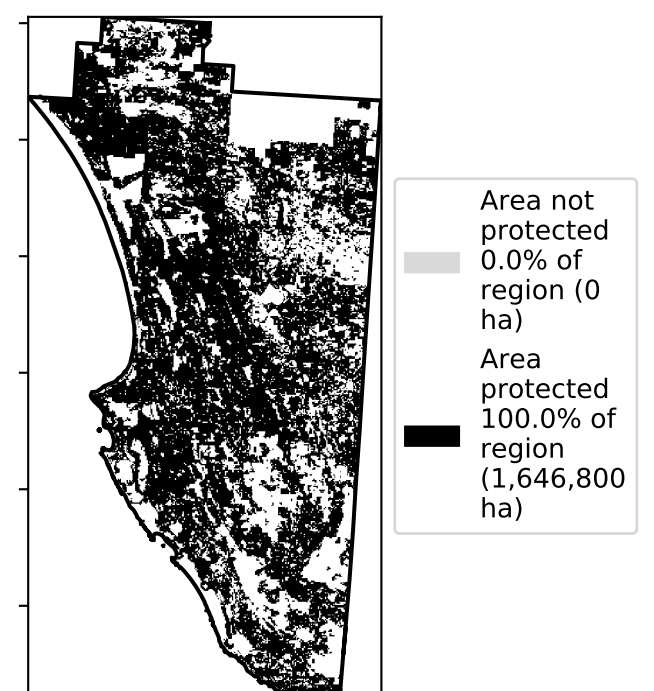 Area not
protected
0.0% of
region (0
ha)
Area
protected
100.0% of
region
(1,646,800
ha)